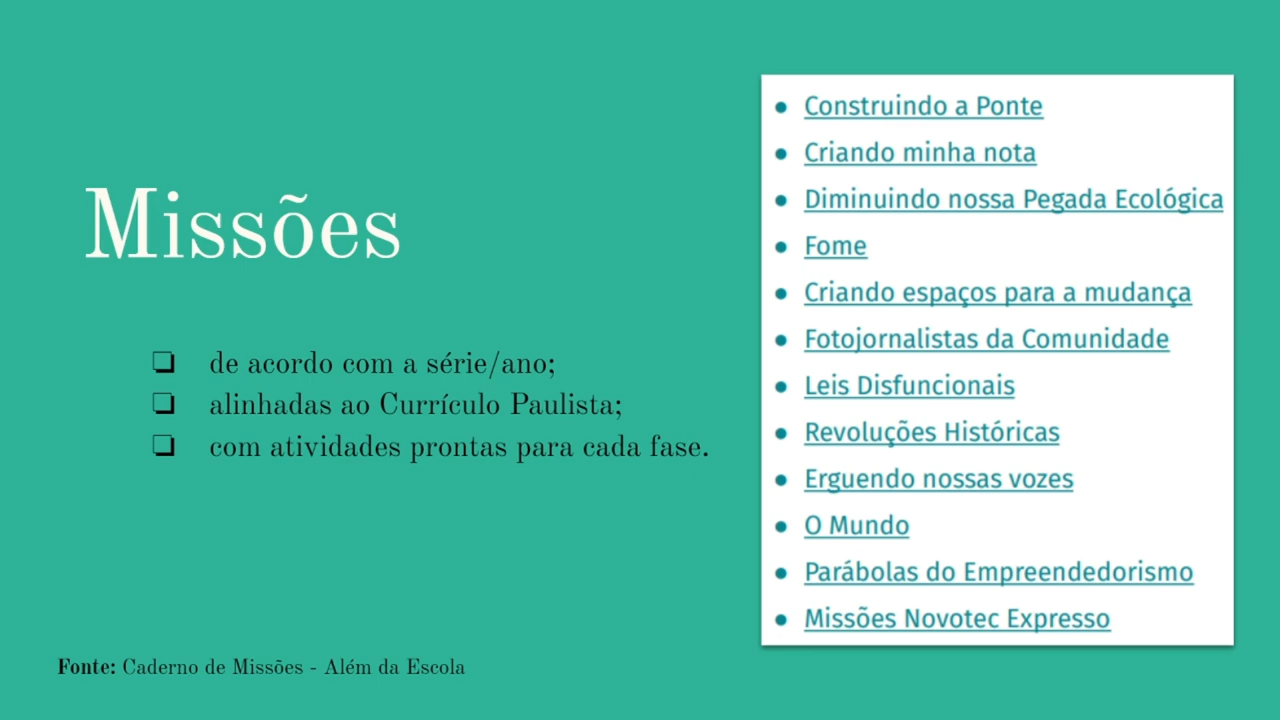 Missões
❏ de acordo com a série/ano;
❏ alinhadas ao Currículo Paulista;
❏ com atividades prontas para cada fase.
Fonte: Caderno de Missões - Além da Escola
● Construindo a Ponte
● Criando minha nota
● Diminuindo nossa Pegada Ecológica
● Fome
● Criando espaços para a mudança
● Fotojornalistas da Comunidade
● Leis Disfuncionais
● Revoluções Históricas
● Erguendo nossas vozes
● O Mundo
● Parábolas do Empreendedorismo
● Missões Novotec Expresso